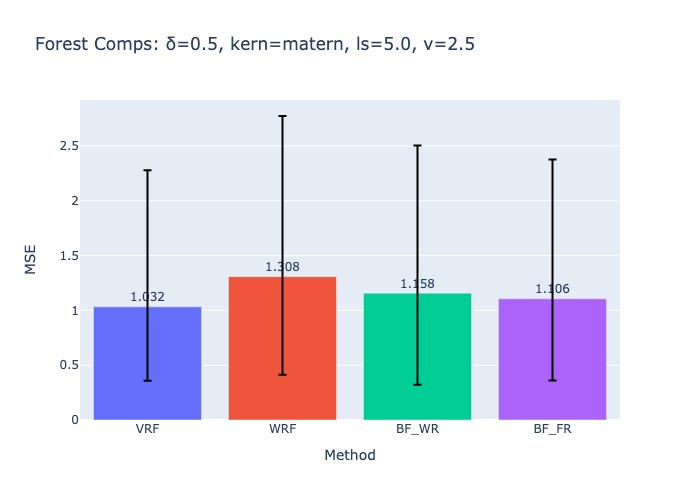 Forest Comps: δ=0.5, kern=matern, ls=5.0, v=2.5
MSE
2.5
2
1.5
1
0.5
0
1.032
1.308
1.158
1.106
VRF
WRF
BF_WR
BF_FR
Method